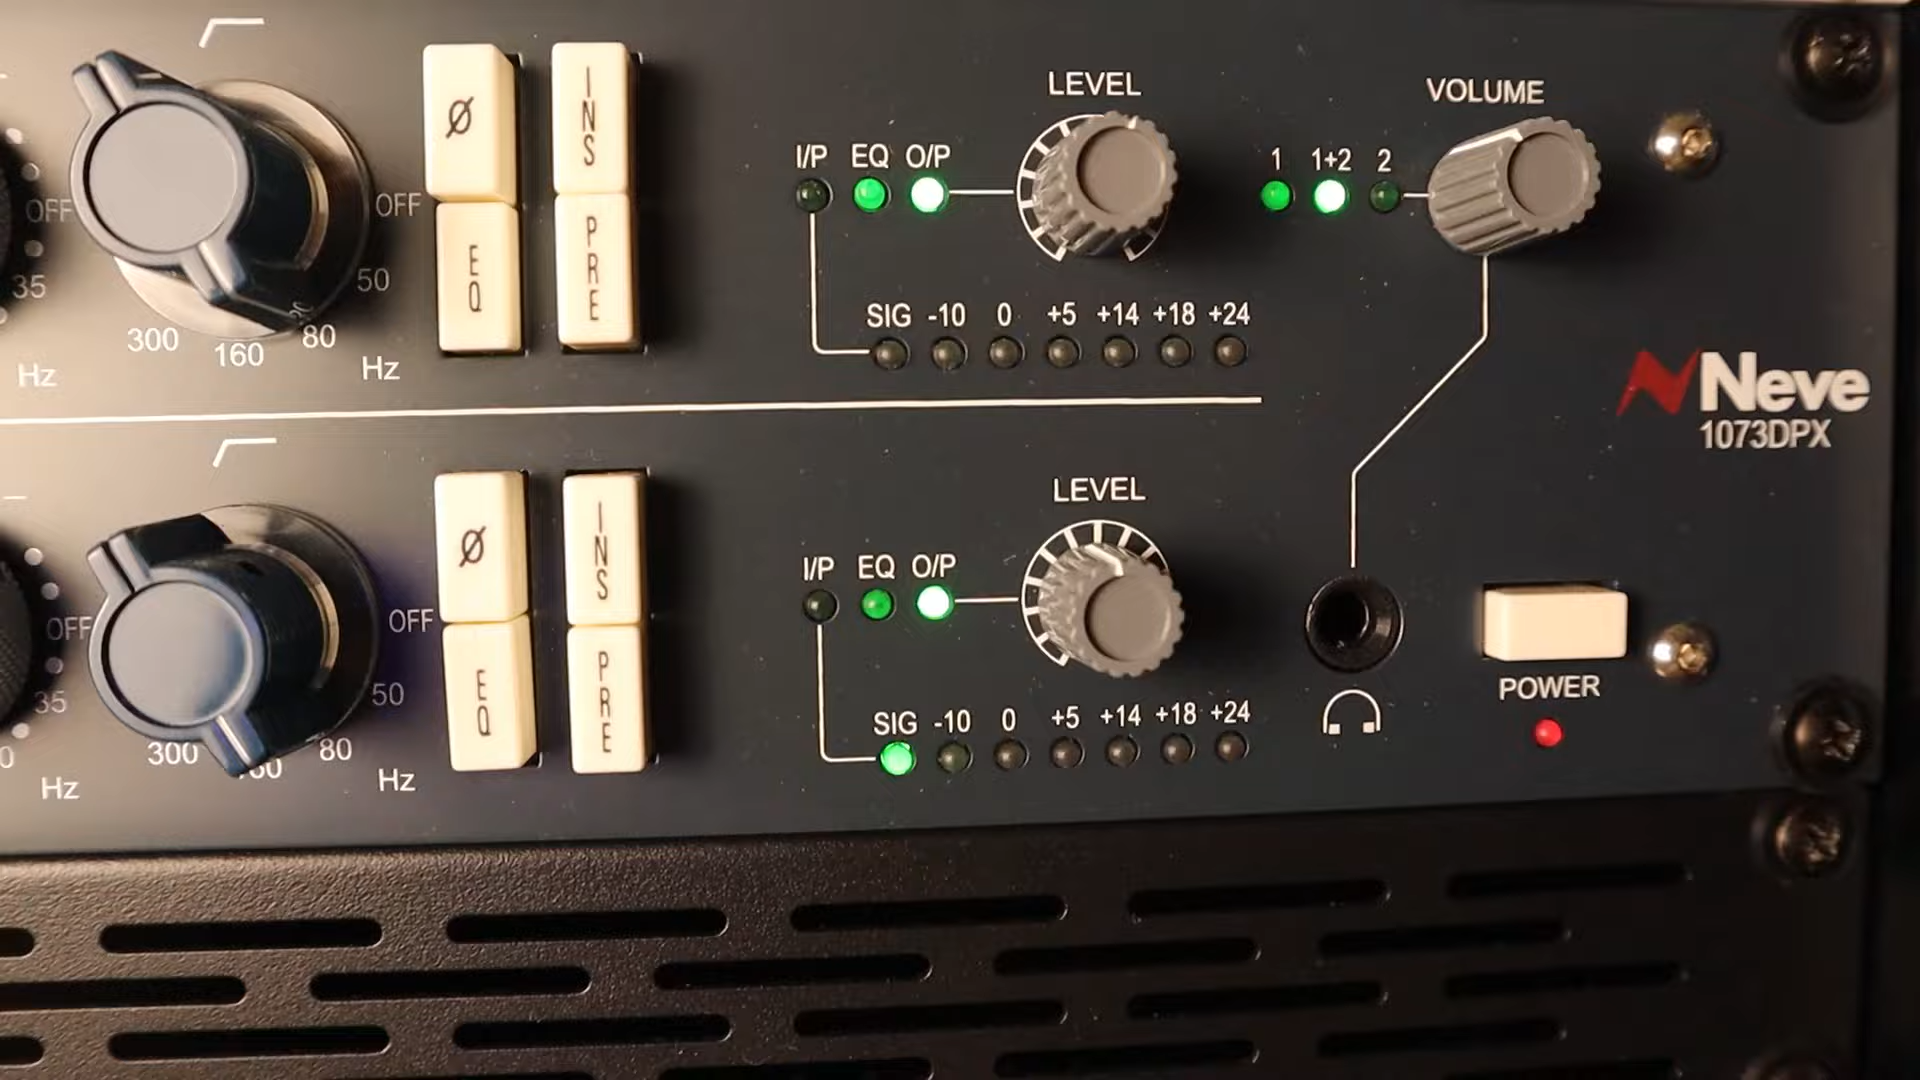 LEVEL
VOLUME
Ø
INS
I/P EQ O/P
1 1+2 2
OFF
OFF
35
50
EQ
PRE
300
160
80
Hz
Hz
SIG -10 0 +5 +14 +18 +24
Neve
1073DPX
LEVEL
Ø
INS
I/P EQ O/P
OFF
OFF
35
50
EQ
PRE
300
80
Hz
Hz
SIG -10 0 +5 +14 +18 +24
POWER